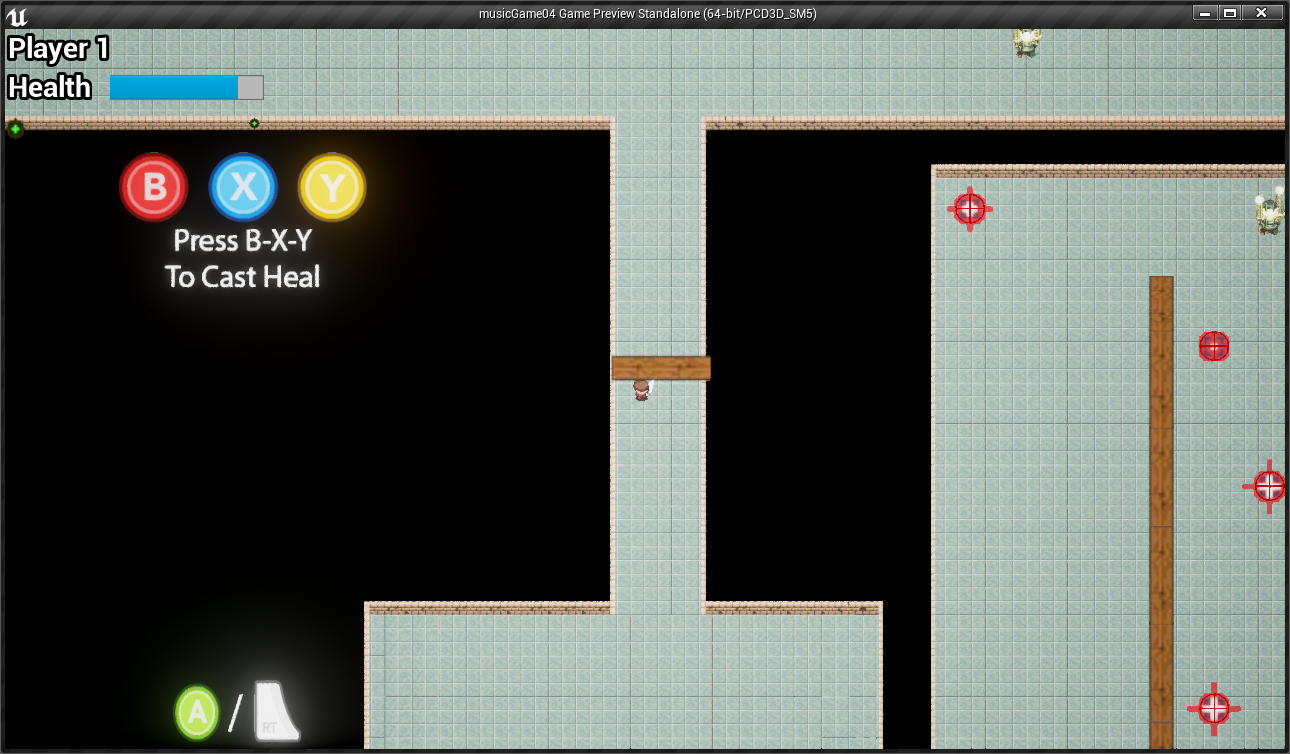 musicGame04 Game Preview Standalone (64-bit/PCD3D_SM5)
Player 1
Health
B X Y
Press B-X-Y
To Cast Heal
A / RT